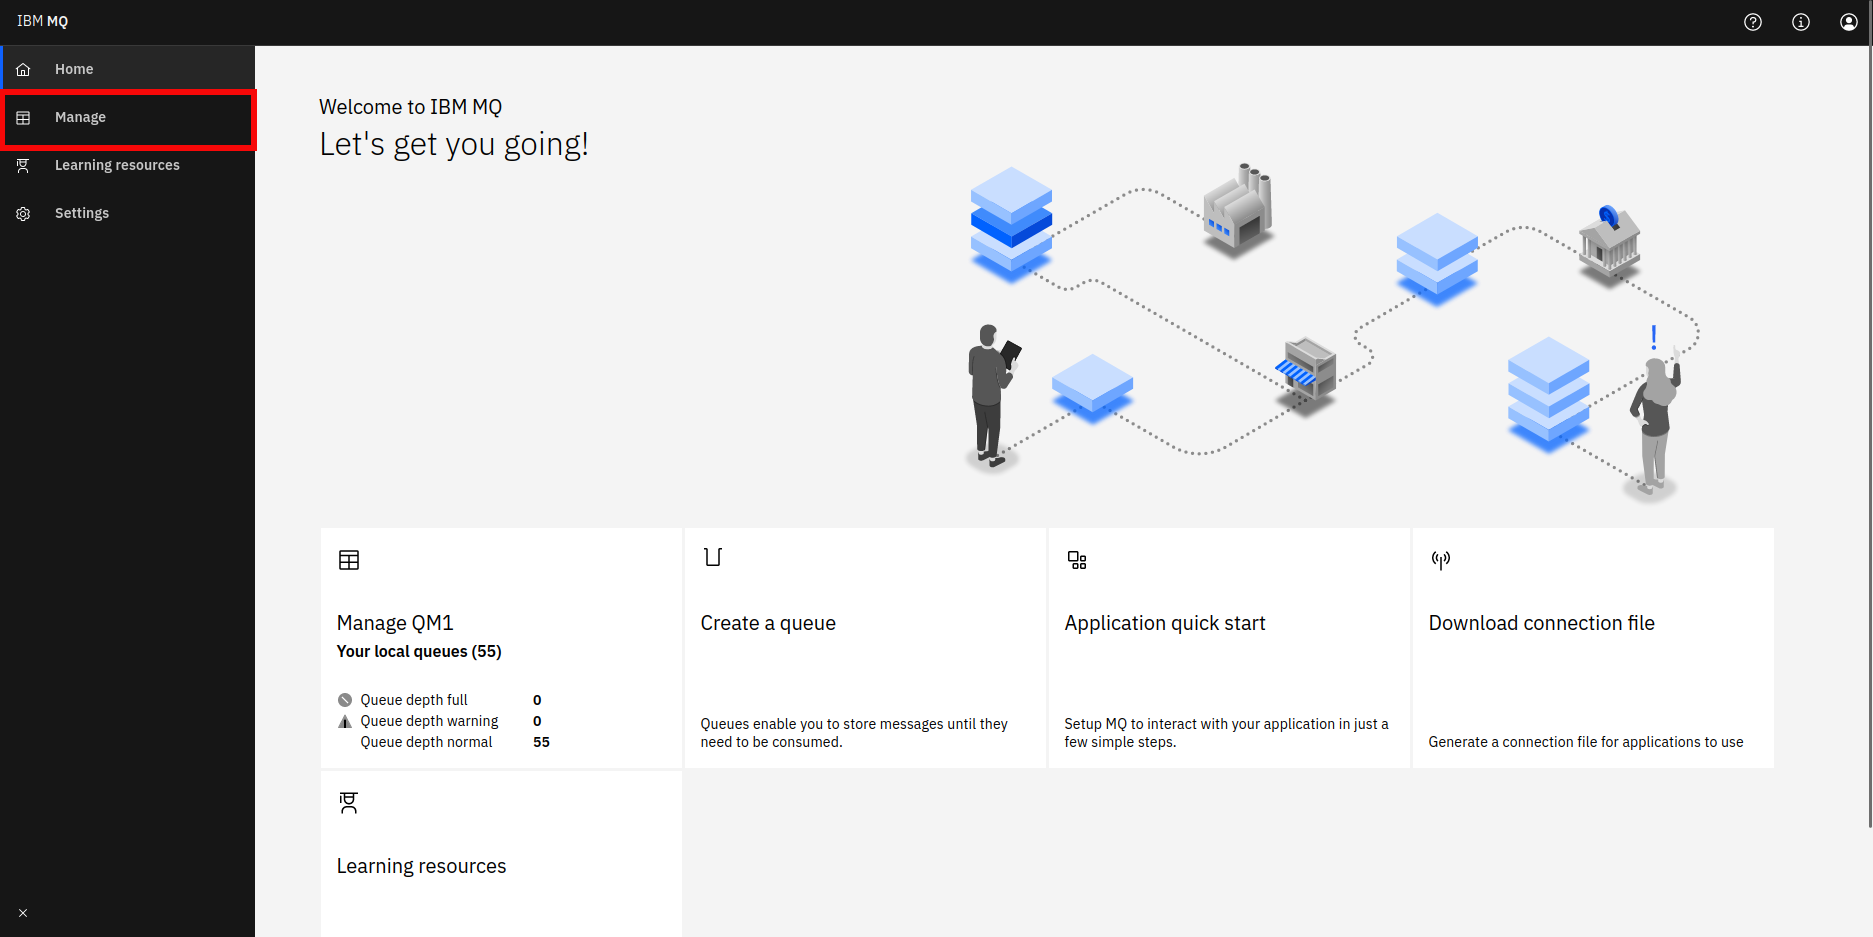 IBM MQ
Home
Manage
Learning resources
Settings
Welcome to IBM MQ
Let's get you going!
Manage QM1
Your local queues (55)
Queue depth full 0
Queue depth warning 0
Queue depth normal 55
Create a queue
Queues enable you to store messages until they
need to be consumed.
Application quick start
Setup MQ to interact with your application in just a
few simple steps.
Download connection file
Generate a connection file for applications to use
Learning resources